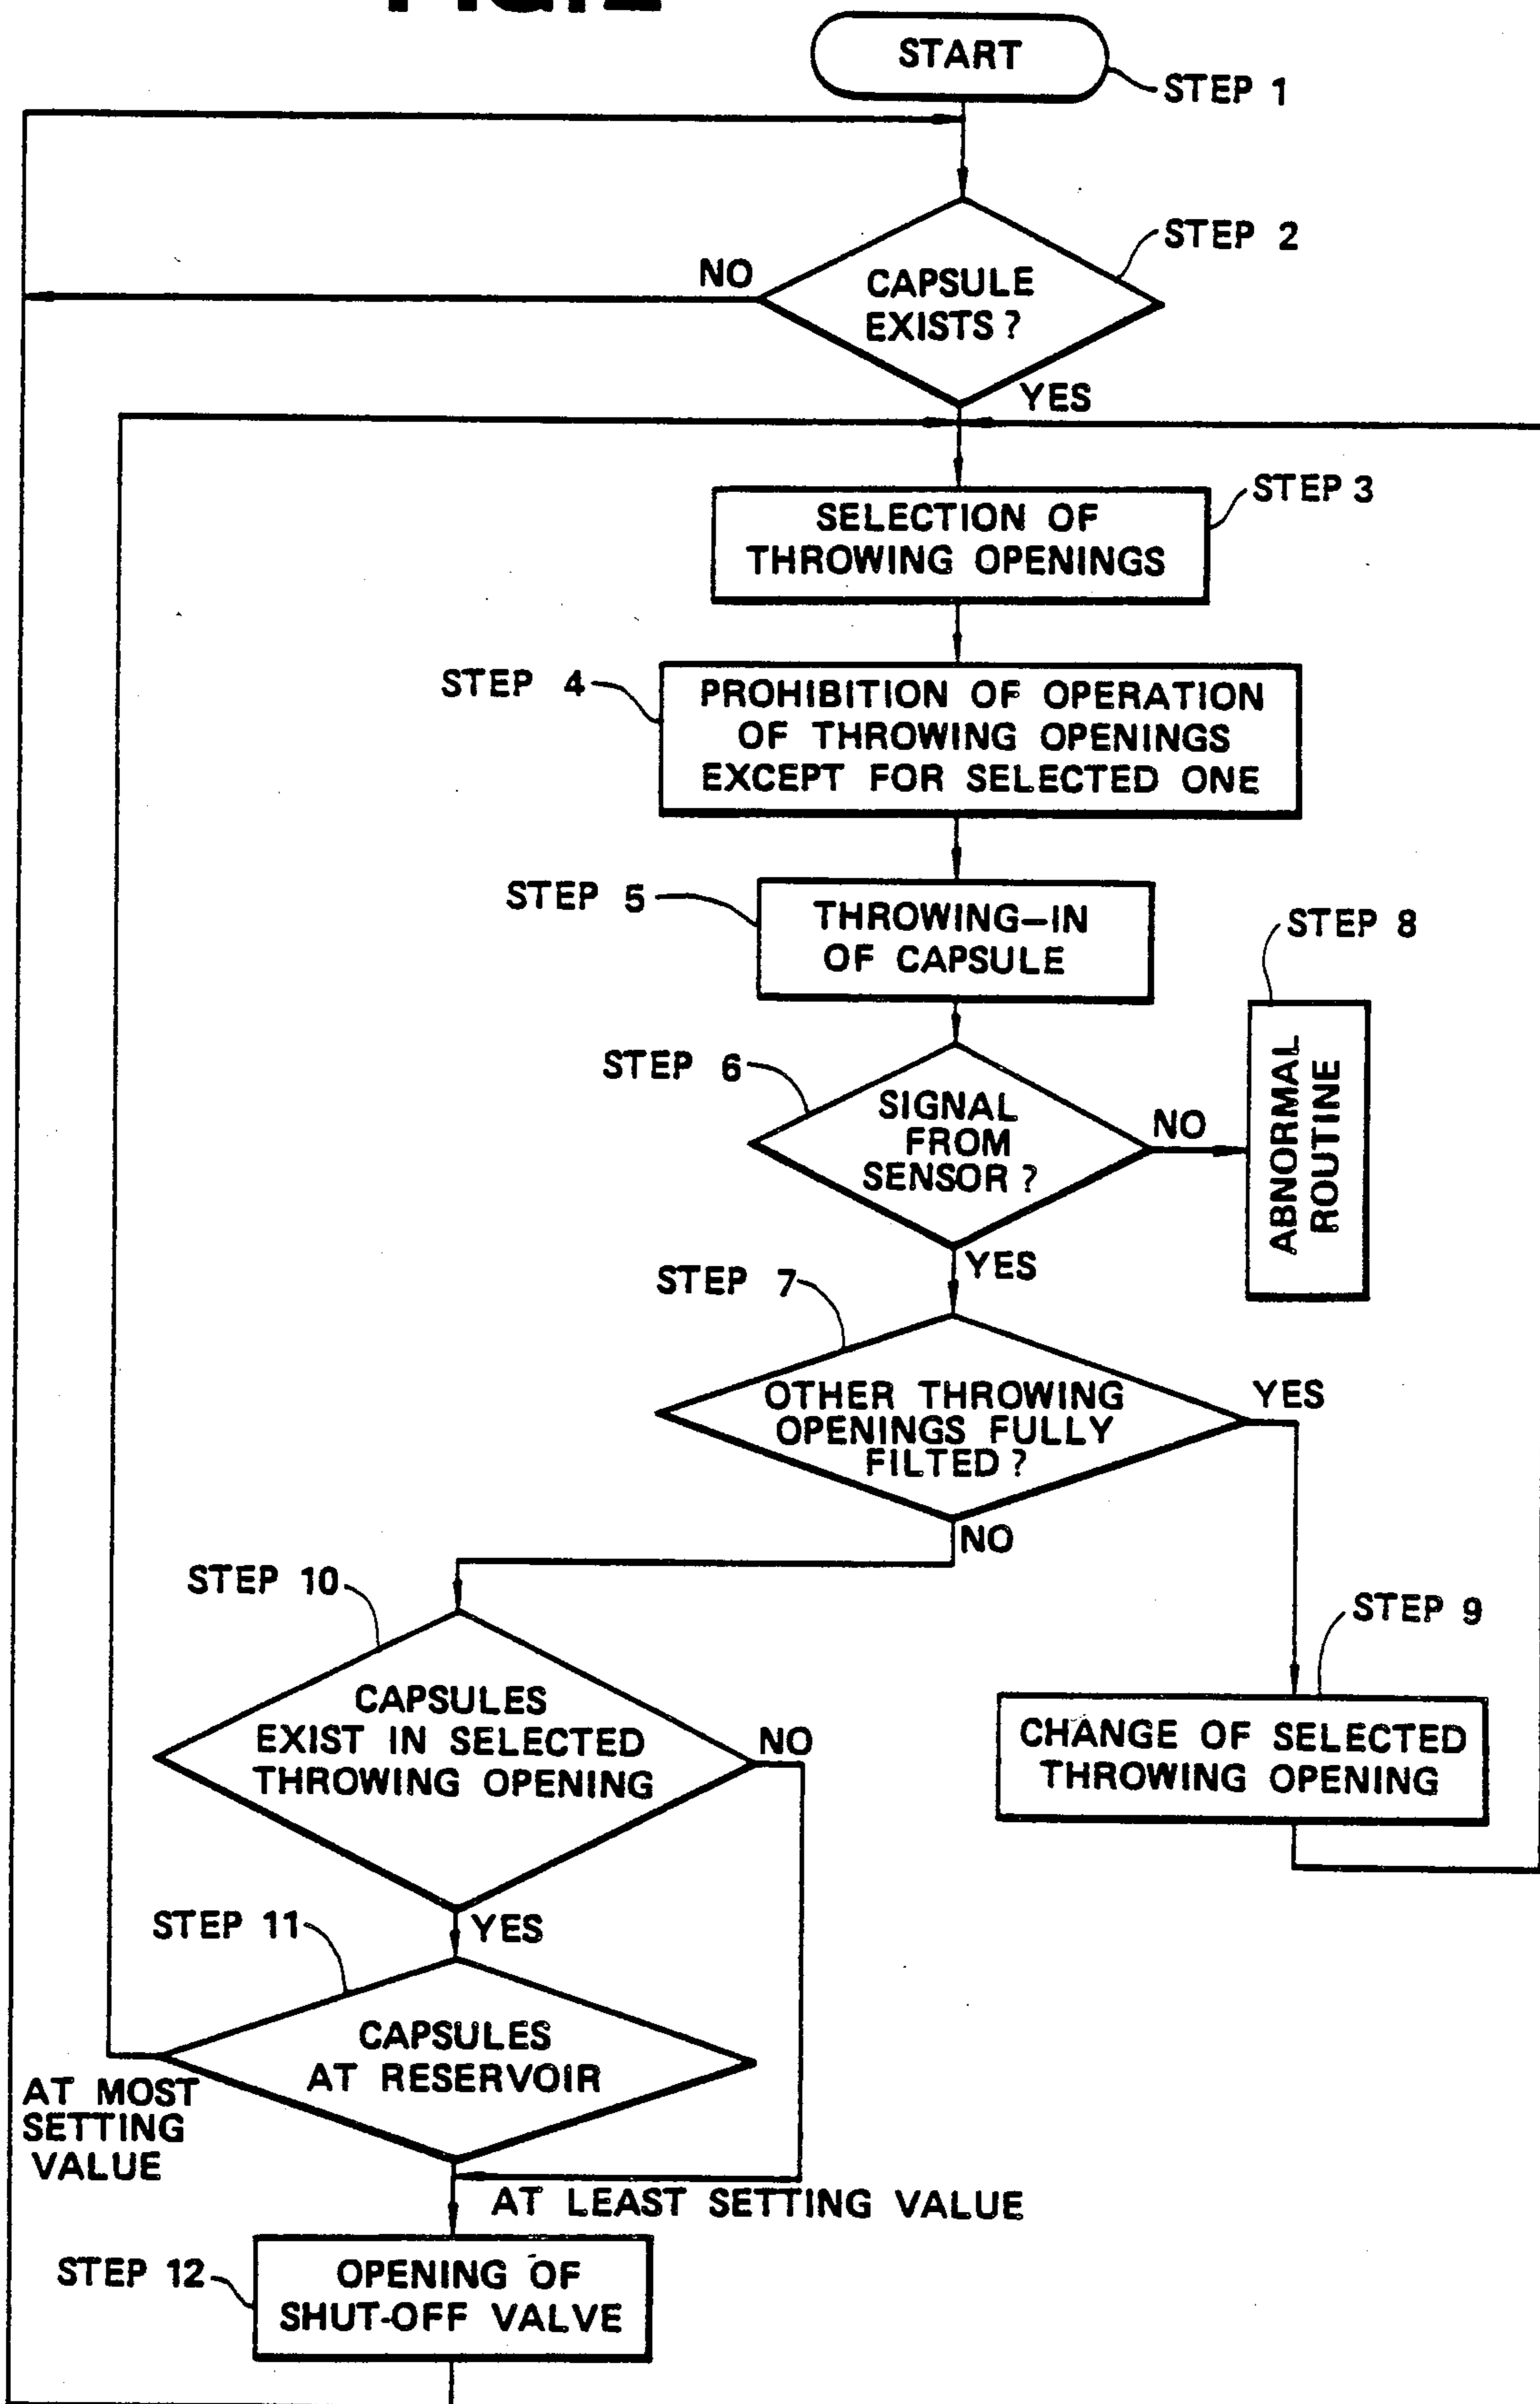 START
STEP 1
STEP 2
NO
CAPSULE
EXISTS?
YES
STEP 3
SELECTION OF
THROWING OPENINGS
STEP 4
PROHIBITION OF OPERATION
OF THROWING OPENINGS
EXCEPT FOR SELECTED ONE
STEP 5
THROWING-IN
OF CAPSULE
STEP 8
ABNORMAL
ROUTINE
STEP 6
SIGNAL
FROM
SENSOR?
NO
YES
STEP 7
OTHER THROWING
OPENINGS FULLY
FILTED?
YES
NO
STEP 10
CAPSULES
EXIST IN SELECTED
THROWING OPENING
NO
STEP 9
CHANGE OF SELECTED
THROWING OPENING
YES
STEP 11
CAPSULES
AT RESERVOIR
AT MOST
SETTING
VALUE
AT LEAST SETTING VALUE
STEP 12
OPENING OF
SHUT-OFF VALVE